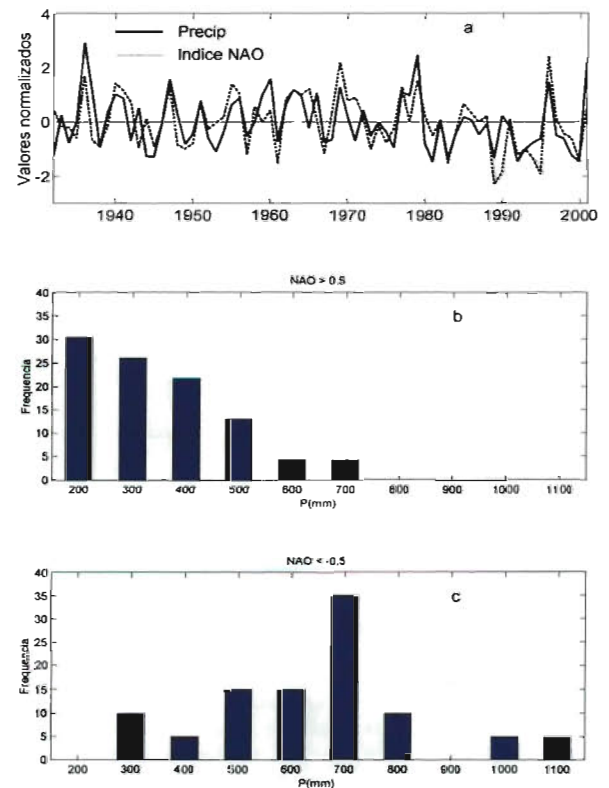 4
a
Precip
Indice NAO
2
0
-2
Valores normalizados
1940 1950 1960 1970 1980 1990 2000
NAO > 0.5
b
40
35
30
25
20
15
10
5
0
Frequencia
200 300 400 500 600 700 800 900 1000 1100
P(mm)
NAO < -0.5
c
40
35
30
25
20
15
10
5
0
Frequencia
200 300 400 500 600 700 800 900 1000 1100
P(mm)